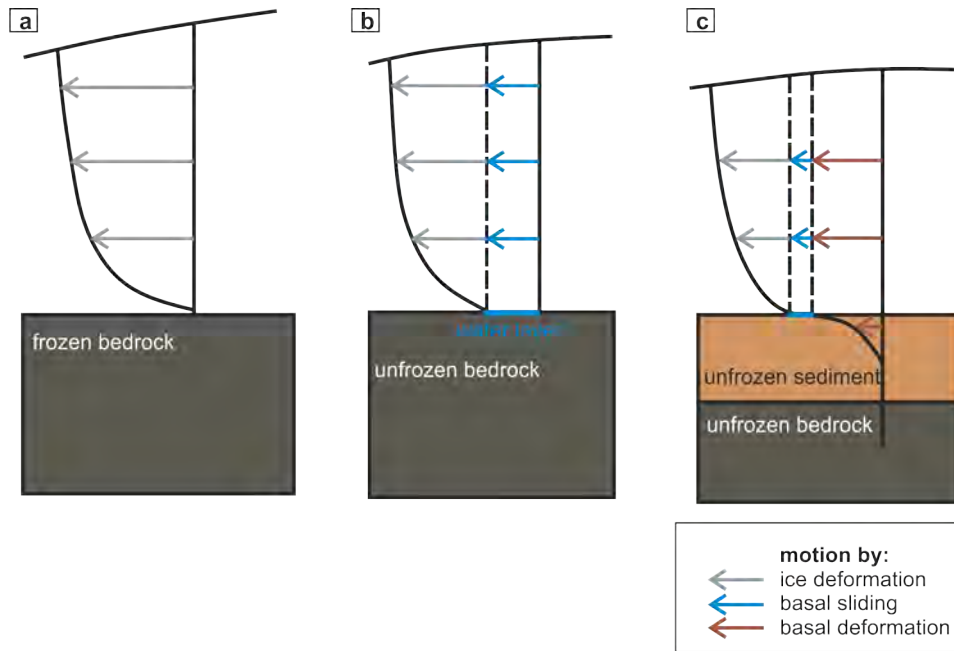 a
b
c
frozen bedrock
unfrozen bedrock
unfrozen sediment
unfrozen bedrock
motion by:
ice deformation
basal sliding
basal deformation